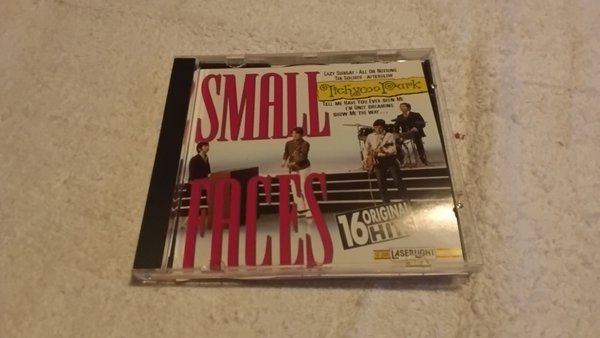 SMALL
FACES
LAZY SUNDAY · ALL OR NOTHING
TIN SOLDIER · AFTERGLOW
Itchycoo Park
TELL ME HAVE YOU EVER SEEN ME
I'M ONLY DREAMING
SHOW ME THE WAY...
16 ORIGINAL
HITS
LASERLIGHT